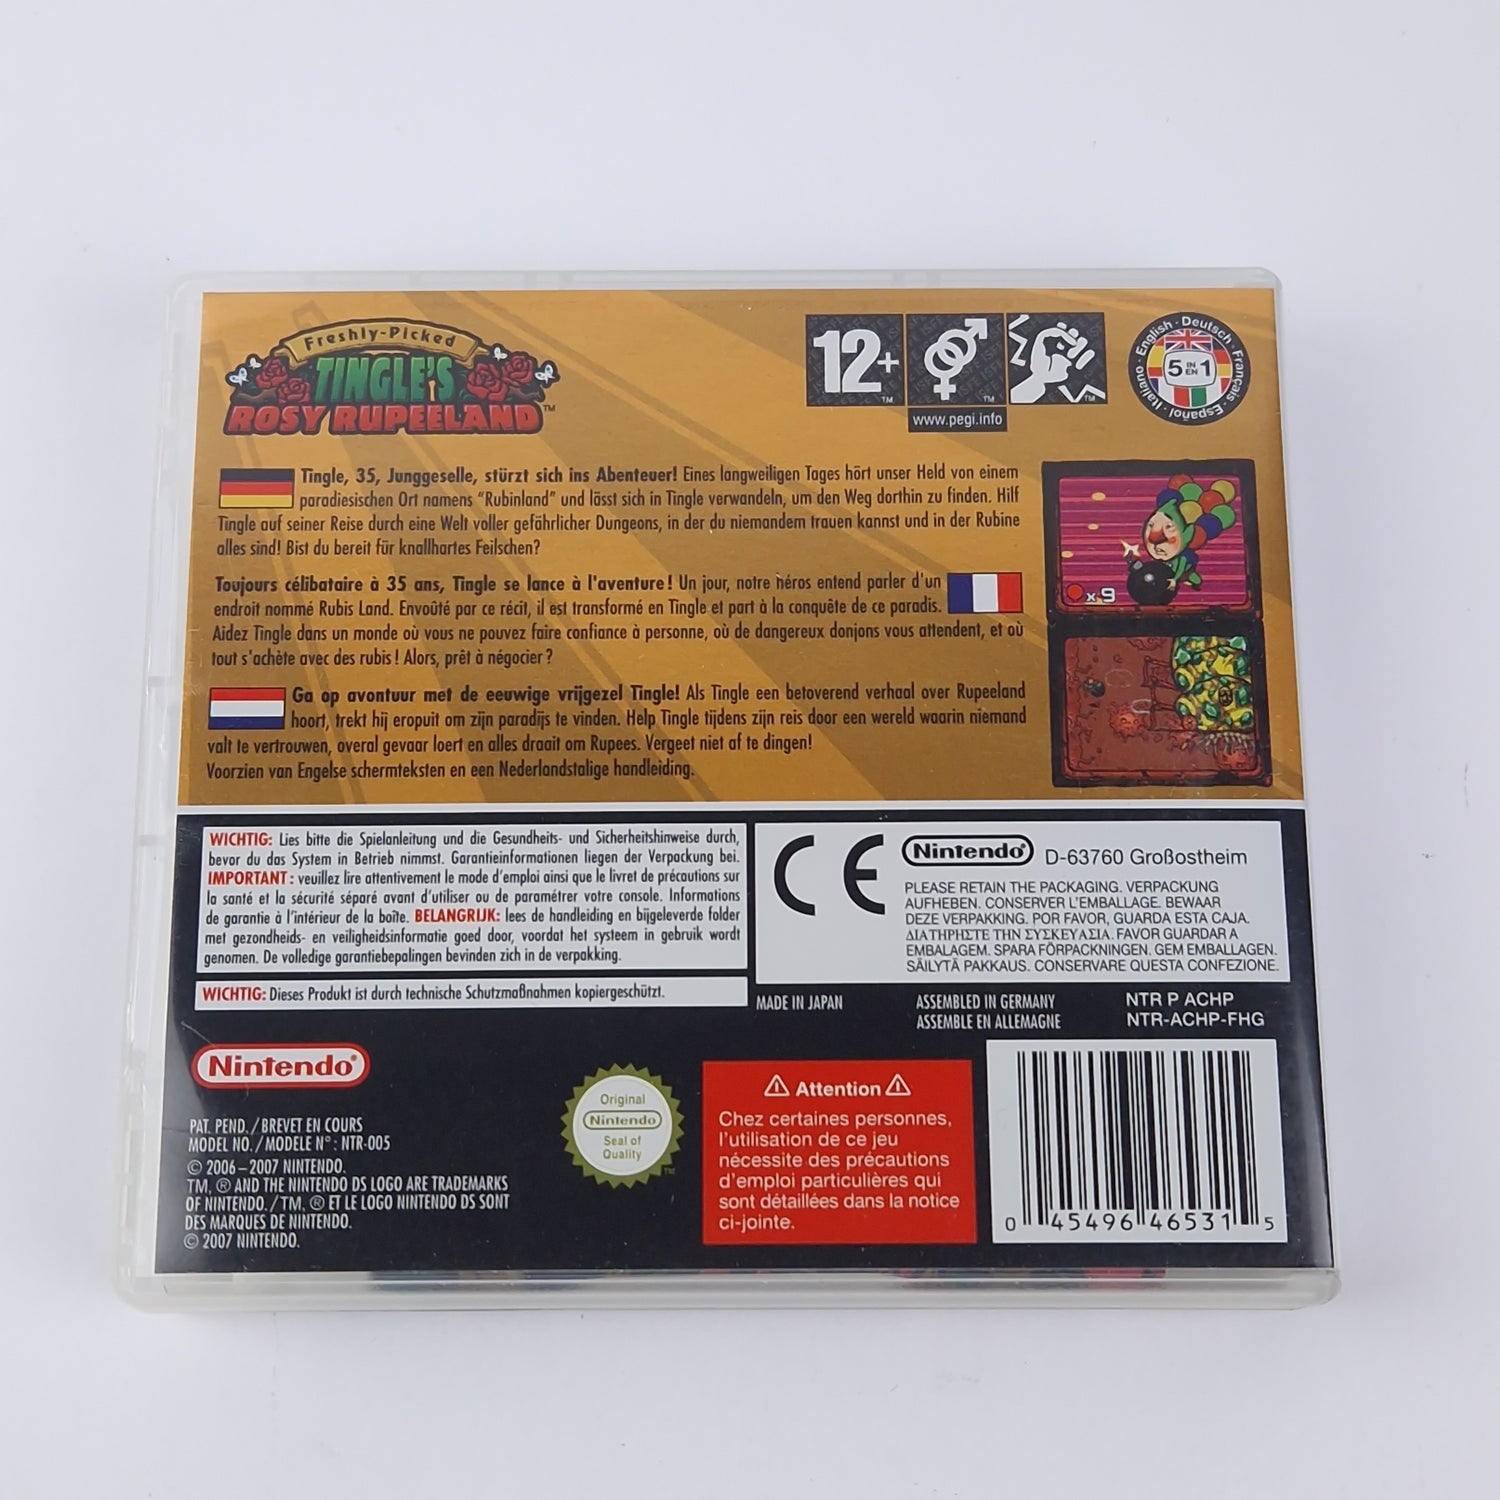 Freshly-Picked
TINGLE'S
ROSY RUPEELAND™
12+
TM
TM
TM
www.pegi.info
English · Deutsch · Français · Español · Italiano ·
5 IN EN 1
Tingle, 35, Junggeselle, stürzt sich ins Abenteuer! Eines langweiligen Tages hört unser Held von einem
paradiesischen Ort namens "Rubinland" und lässt sich in Tingle verwandeln, um den Weg dorthin zu finden. Hilf
Tingle auf seiner Reise durch eine Welt voller gefährlicher Dungeons, in der du niemandem trauen kannst und in der Rubine
alles sind! Bist du bereit für knallhartes Feilschen?
Toujours célibataire à 35 ans, Tingle se lance à l'aventure ! Un jour, notre héros entend parler d'un
endroit nommé Rubis Land. Envoûté par ce récit, il est transformé en Tingle et part à la conquête de ce paradis.
Aidez Tingle dans un monde où vous ne pouvez faire confiance à personne, où de dangereux donjons vous attendent, et où
tout s'achète avec des rubis ! Alors, prêt à négocier ?
Ga op avontuur met de eeuwige vrijgezel Tingle! Als Tingle een betoverend verhaal over Rupeeland
hoort, trekt hij eropuit om zijn paradijs te vinden. Help Tingle tijdens zijn reis door een wereld waarin niemand
valt te vertrouwen, overal gevaar loert en alles draait om Rupees. Vergeet niet af te dingen!
Voorzien van Engelse schermteksten en een Nederlandstalige handleiding.
x 9
WICHTIG: Lies bitte die Spielanleitung und die Gesundheits- und Sicherheitshinweise durch,
bevor du das System in Betrieb nimmst. Garantieinformationen liegen der Verpackung bei.
IMPORTANT : veuillez lire attentivement le mode d'emploi ainsi que le livret de précautions sur
la santé et la sécurité séparé avant d'utiliser ou de paramétrer votre console. Informations
de garantie à l'intérieur de la boîte. BELANGRIJK: lees de handleiding en bijgeleverde folder
met gezondheids- en veiligheidsinformatie goed door, voordat het systeem in gebruik wordt
genomen. De volledige garantiebepalingen bevinden zich in de verpakking.
WICHTIG: Dieses Produkt ist durch technische Schutzmaßnahmen kopiergeschützt.
CE
Nintendo® D-63760 Großostheim
PLEASE RETAIN THE PACKAGING. VERPACKUNG
AUFHEBEN. CONSERVER L'EMBALLAGE. BEWAAR
DEZE VERPAKKING. POR FAVOR, GUARDA ESTA CAJA.
ΔΙΑΤΗΡΗΣΤΕ ΤΗΝ ΣΥΣΚΕΥΑΣΙΑ. FAVOR GUARDAR A
EMBALAGEM. SPARA FÖRPACKNINGEN. GEM EMBALLAGEN.
SÄILYTÄ PAKKAUS. CONSERVARE QUESTA CONFEZIONE.
MADE IN JAPAN
ASSEMBLED IN GERMANY
ASSEMBLE EN ALLEMAGNE
NTR P ACHP
NTR-ACHP-FHG
Nintendo®
PAT. PEND. / BREVET EN COURS
MODEL NO. / MODELE N° : NTR-005
© 2006 – 2007 NINTENDO.
TM, ® AND THE NINTENDO DS LOGO ARE TRADEMARKS
OF NINTENDO. / TM, ® ET LE LOGO NINTENDO DS SONT
DES MARQUES DE NINTENDO.
© 2007 NINTENDO.
Original
Nintendo®
Seal of
Quality
TM
⚠ Attention ⚠
Chez certaines personnes,
l'utilisation de ce jeu
nécessite des précautions
d'emploi particulières qui
sont détaillées dans la notice
ci-jointe.
0 45496 46531 5